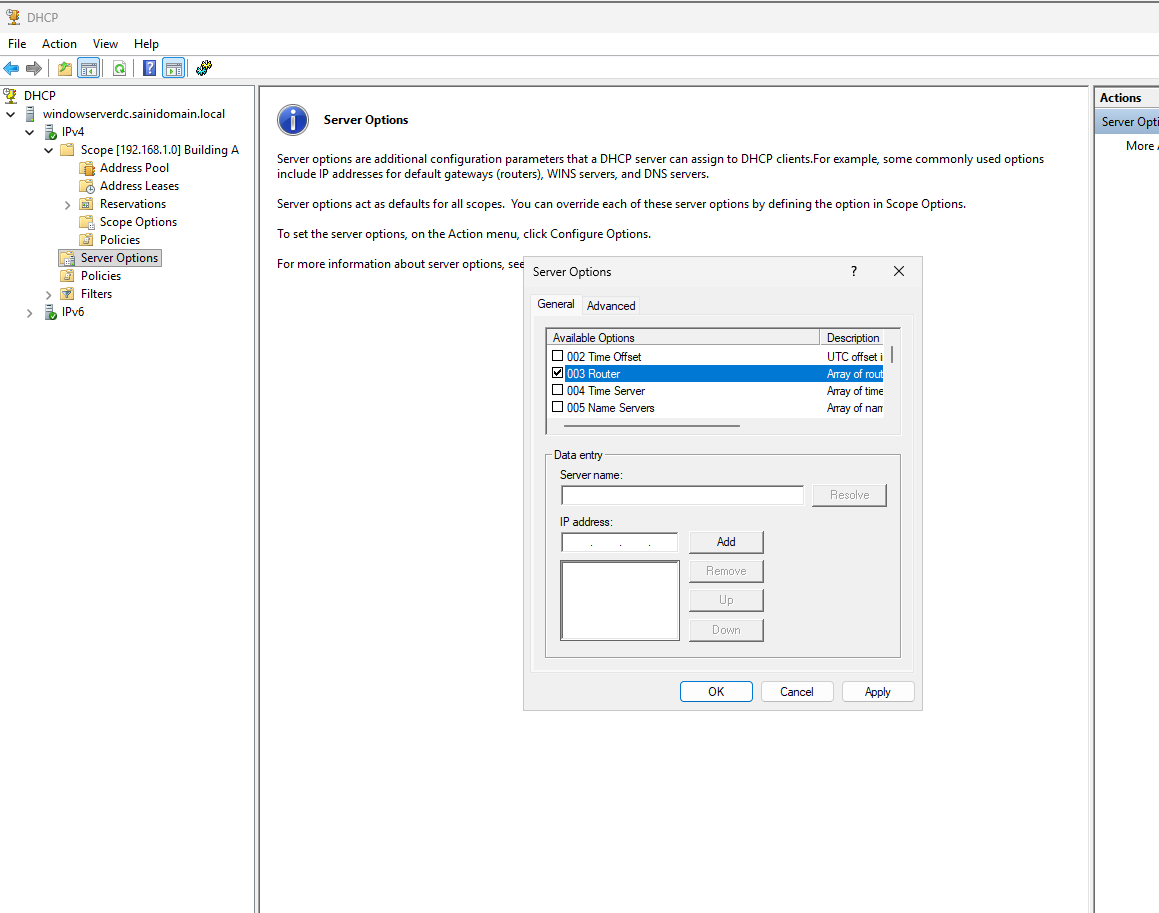 DHCP
File Action View Help
DHCP
windowserverdc.sainidomain.local
IPv4
Scope [192.168.1.0] Building A
Address Pool
Address Leases
Reservations
Scope Options
Policies
Server Options
Policies
Filters
IPv6
Server Options
Server options are additional configuration parameters that a DHCP server can assign to DHCP clients.For example, some commonly used options
include IP addresses for default gateways (routers), WINS servers, and DNS servers.
Server options act as defaults for all scopes. You can override each of these server options by defining the option in Scope Options.
To set the server options, on the Action menu, click Configure Options.
For more information about server options, see
Server Options ?
General Advanced
Available Options Description
002 Time Offset UTC offset i
003 Router Array of rout
004 Time Server Array of time
005 Name Servers Array of nam
Data entry
Server name:
Resolve
IP address:
. . . Add
Remove
Up
Down
OK Cancel Apply
Actions
Server Opti
More A